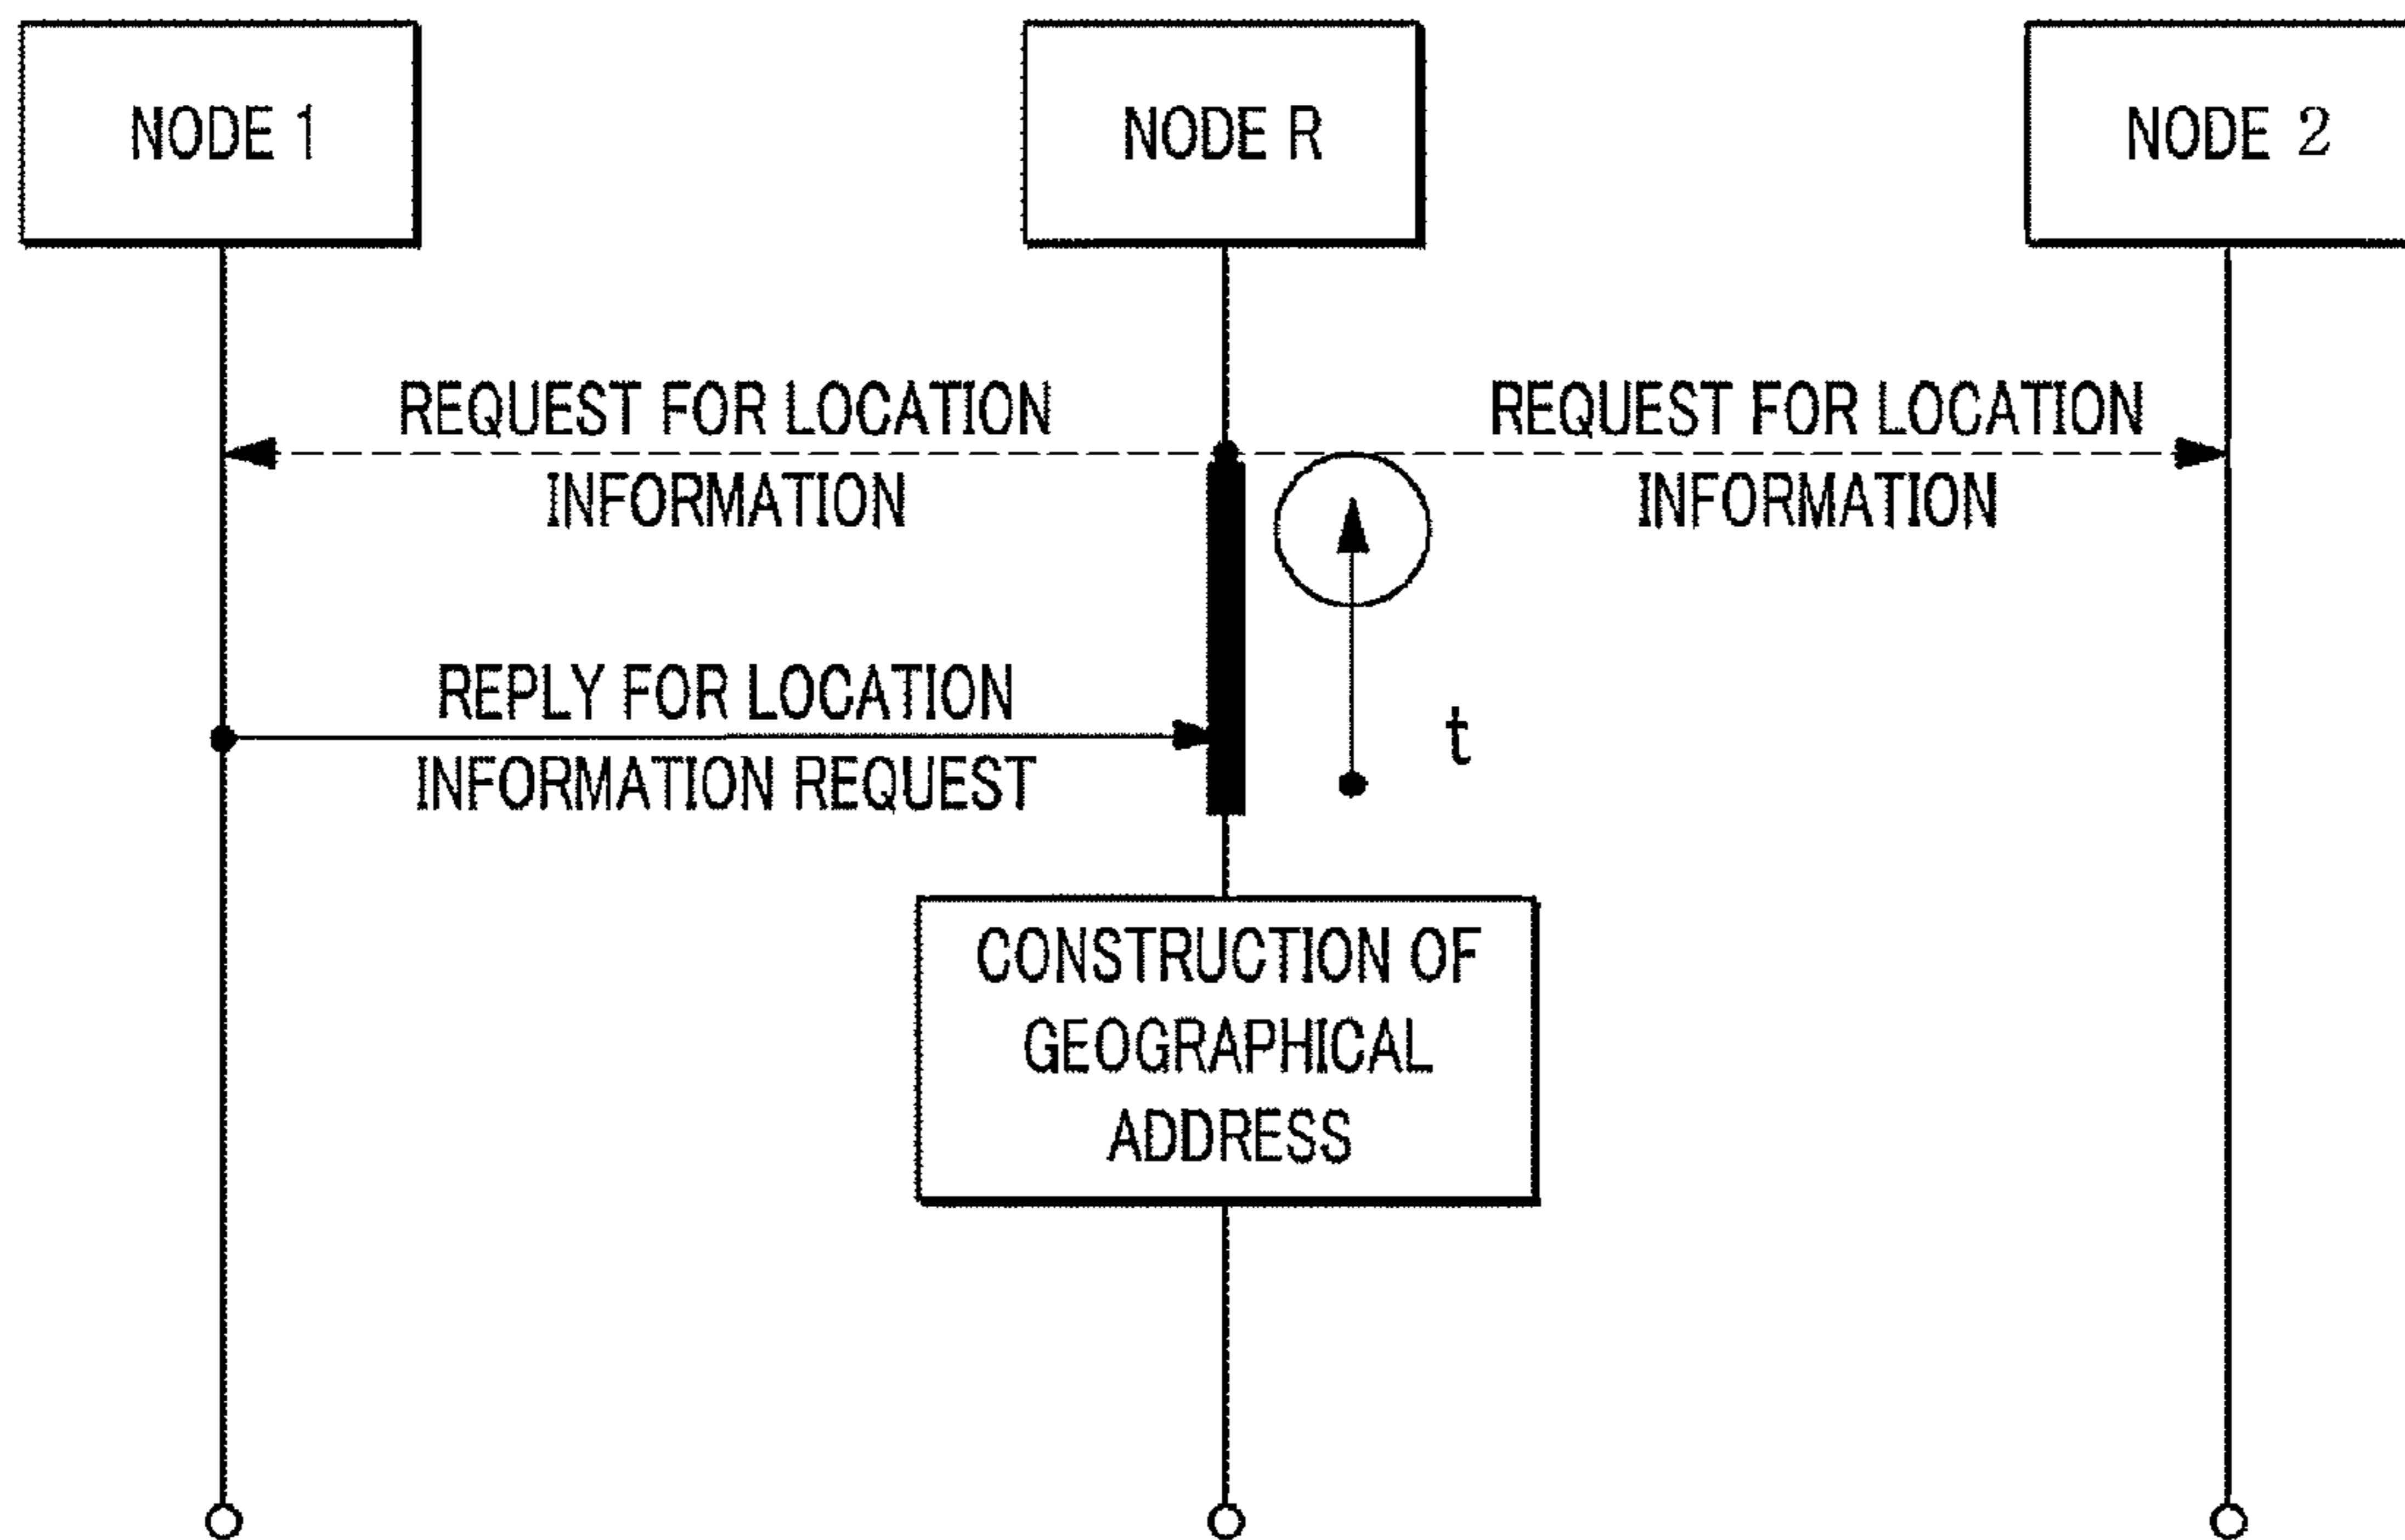 NODE 1
NODE R
NODE 2
REQUEST FOR LOCATION
INFORMATION
REQUEST FOR LOCATION
INFORMATION
REPLY FOR LOCATION
INFORMATION REQUEST
t
CONSTRUCTION OF
GEOGRAPHICAL
ADDRESS